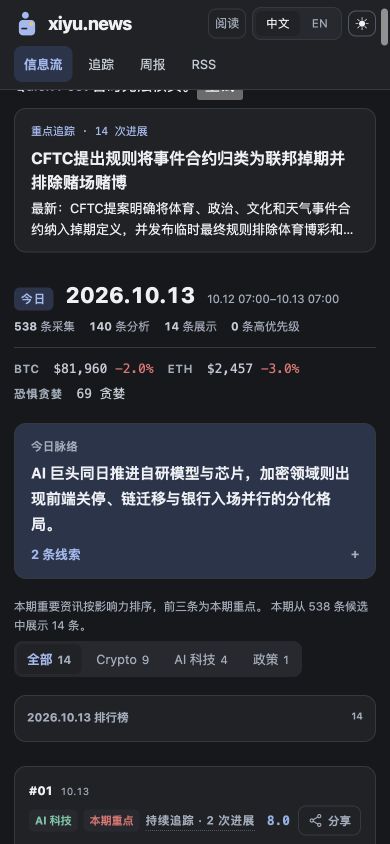 xiyu.news
阅读
中文
EN
信息流
追踪
周报
RSS
重点追踪 · 14 次进展
CFTC提出规则将事件合约归类为联邦掉期并
排除赌场赌博
最新：CFTC提案明确将体育、政治、文化和天气事件合
约纳入掉期定义，并发布临时最终规则排除体育博彩和...
今日
2026.10.13
10.12 07:00–10.13 07:00
538 条采集
140 条分析
14 条展示
0 条高优先级
BTC $81,960 −2.0% ETH $2,457 −3.0%
恐惧贪婪 69 贪婪
今日脉络
AI 巨头同日推进自研模型与芯片，加密领域则出
现前端关停、链迁移与银行入场并行的分化格
局。
2 条线索
+
本期重要资讯按影响力排序，前三条为本期重点。 本期从 538 条候选
中展示 14 条。
全部 14
Crypto 9
AI 科技 4
政策 1
2026.10.13 排行榜
14
#01 10.13
AI 科技
本期重点
持续追踪 · 2 次进展
8.0
分享